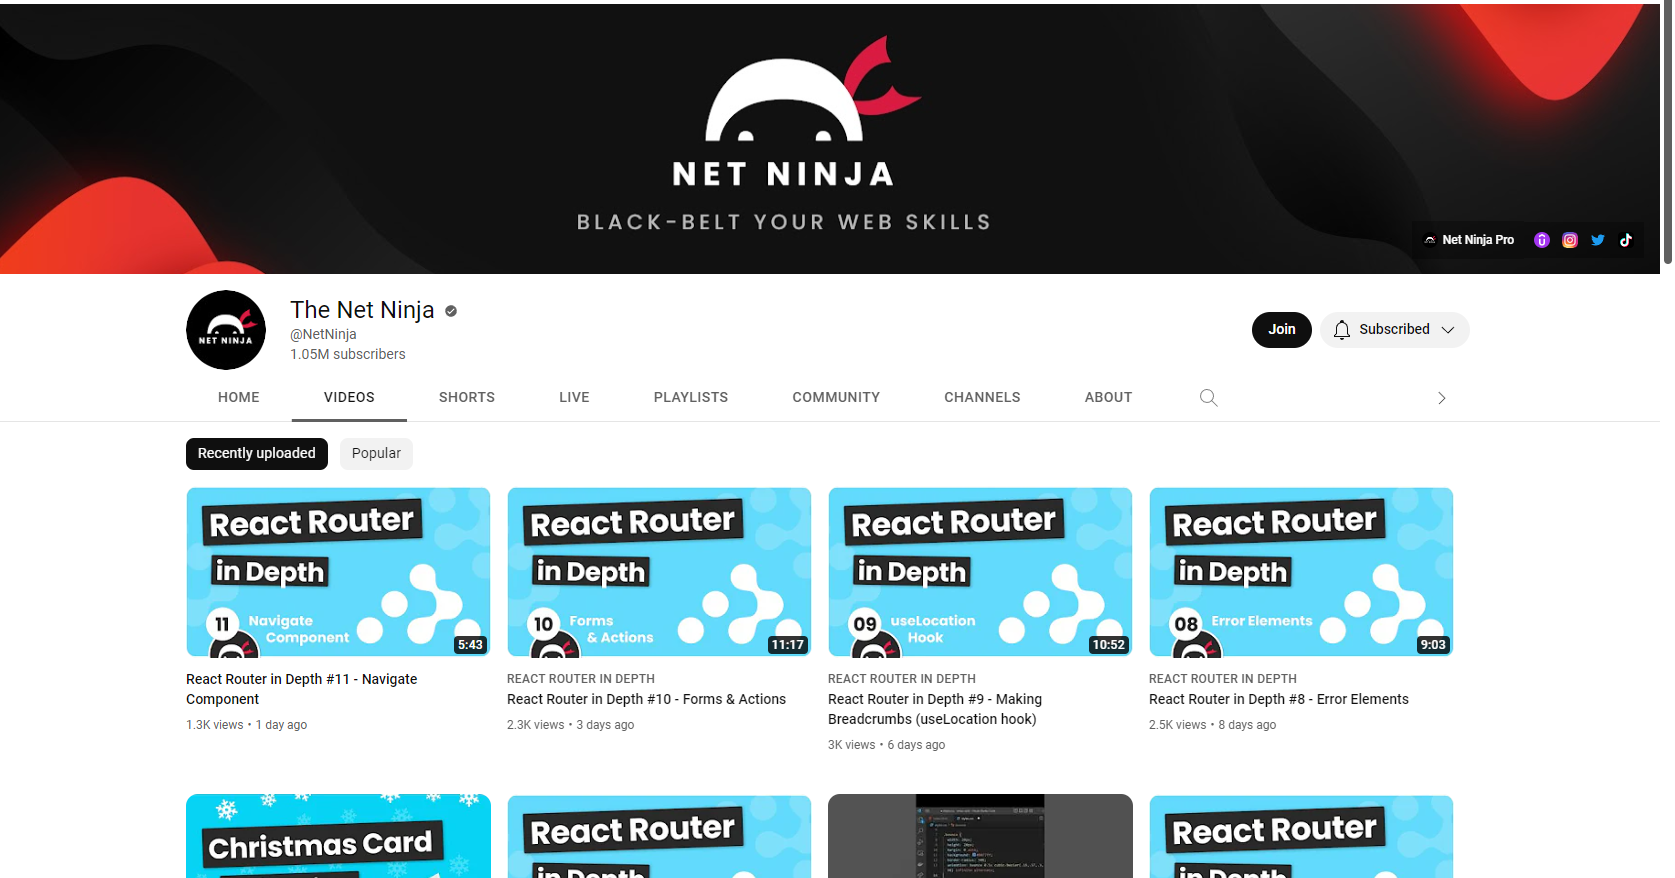 NET NINJA
BLACK-BELT YOUR WEB SKILLS
Net Ninja Pro
NET NINJA
The Net Ninja
@NetNinja
1.05M subscribers
Join
Subscribed
HOME
VIDEOS
SHORTS
LIVE
PLAYLISTS
COMMUNITY
CHANNELS
ABOUT
Recently uploaded
Popular
React Router
in Depth
11
Navigate
Component
5:43
React Router in Depth #11 - Navigate
Component
1.3K views • 1 day ago
React Router
in Depth
10
Forms
& Actions
11:17
REACT ROUTER IN DEPTH
React Router in Depth #10 - Forms & Actions
2.3K views • 3 days ago
React Router
in Depth
09
useLocation
Hook
10:52
REACT ROUTER IN DEPTH
React Router in Depth #9 - Making
Breadcrumbs (useLocation hook)
3K views • 6 days ago
React Router
in Depth
08
Error Elements
9:03
REACT ROUTER IN DEPTH
React Router in Depth #8 - Error Elements
2.5K views • 8 days ago
Christmas Card
React Router
in Depth
React Router
in Depth